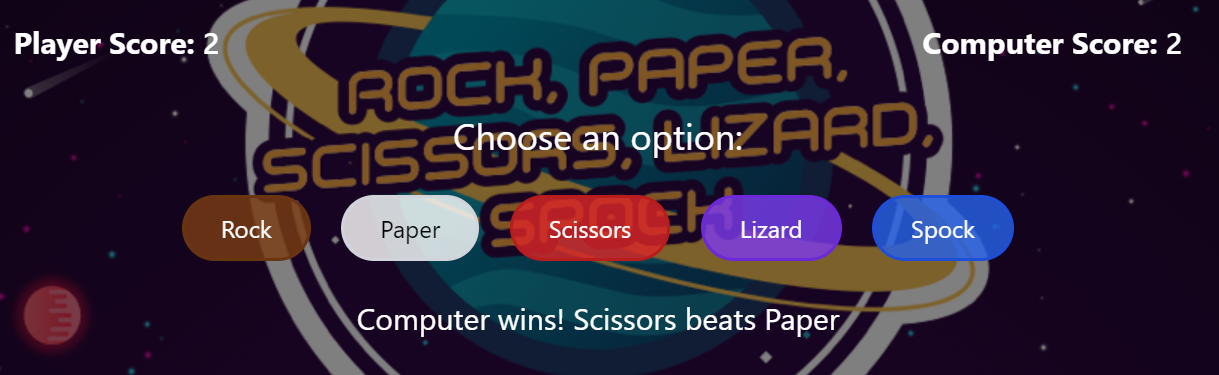 Player Score: 2
Computer Score: 2
ROCK, PAPER,
SCISSORS, LIZARD,
SPOCK
Choose an option:
Rock
Paper
Scissors
Lizard
Spock
Computer wins! Scissors beats Paper